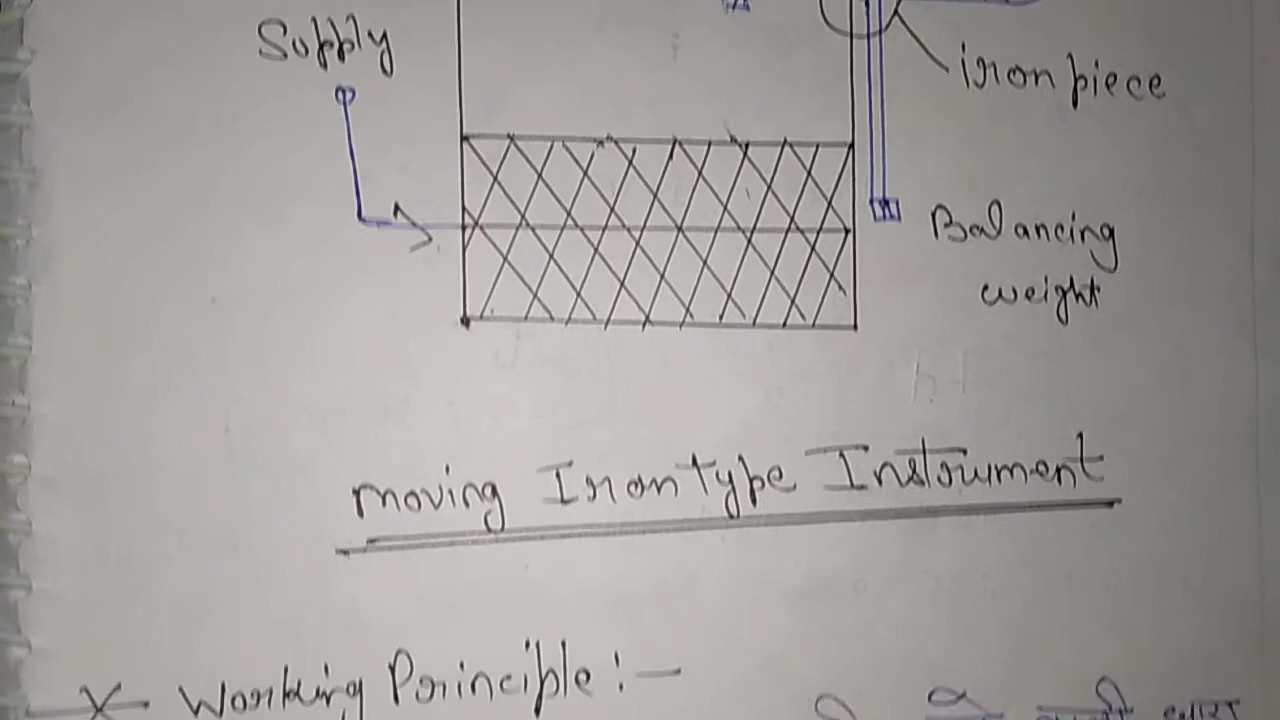 Supply
iron piece
Balancing
weight
moving Iron type Instrument
Working Principle:-